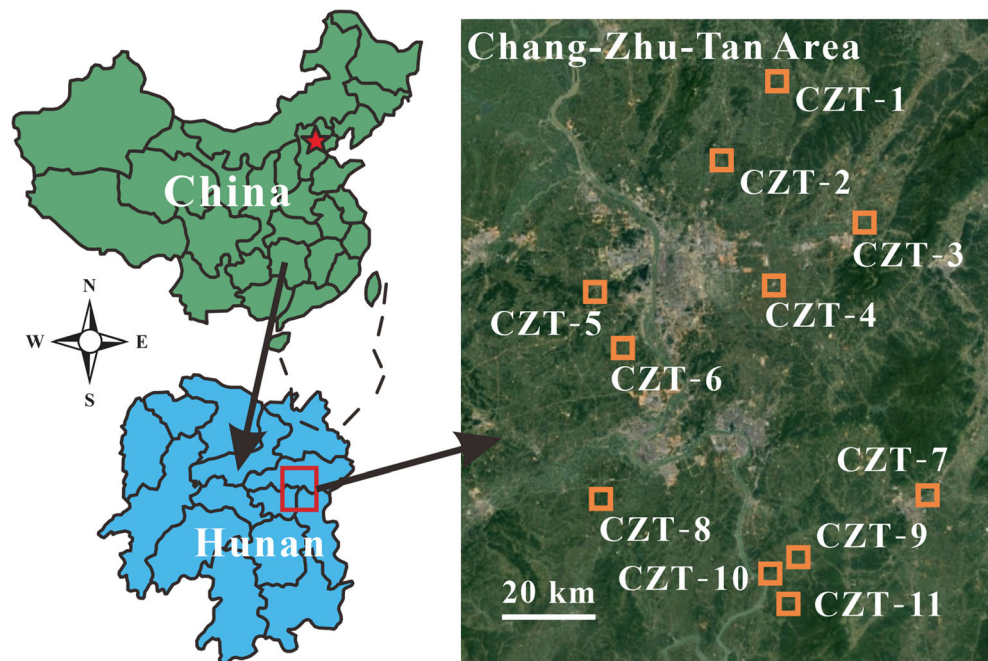 China
N
W
E
S
Hunan
Chang-Zhu-Tan Area
CZT-1
CZT-2
CZT-3
CZT-4
CZT-5
CZT-6
CZT-7
CZT-8
CZT-9
CZT-10
CZT-11
20 km